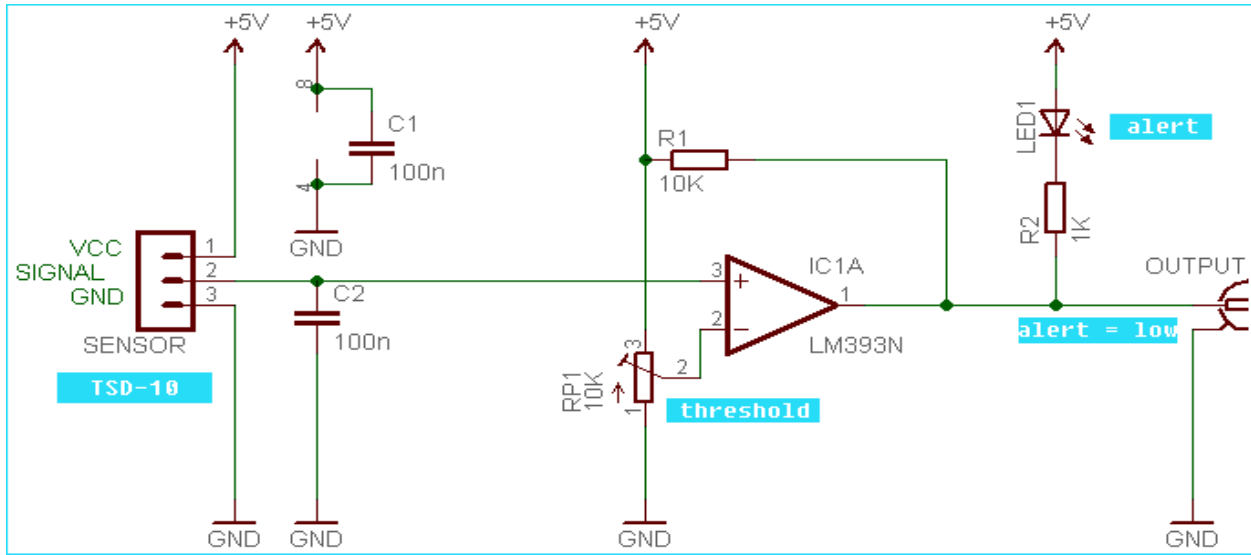 +5V
+5V
+5V
+5V
8
C1
100n
4
GND
LED1
alert
R1
10K
R2
1K
VCC
1
SIGNAL
2
GND
3
SENSOR
TSD-10
C2
100n
3
+
2
−
IC1A
1
LM393N
OUTPUT
alert = low
RP1
10K
3
2
1
threshold
GND
GND
GND
GND